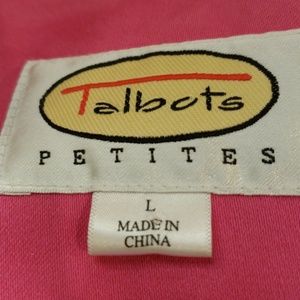 Talbots
PETITES
L
MADE IN
CHINA